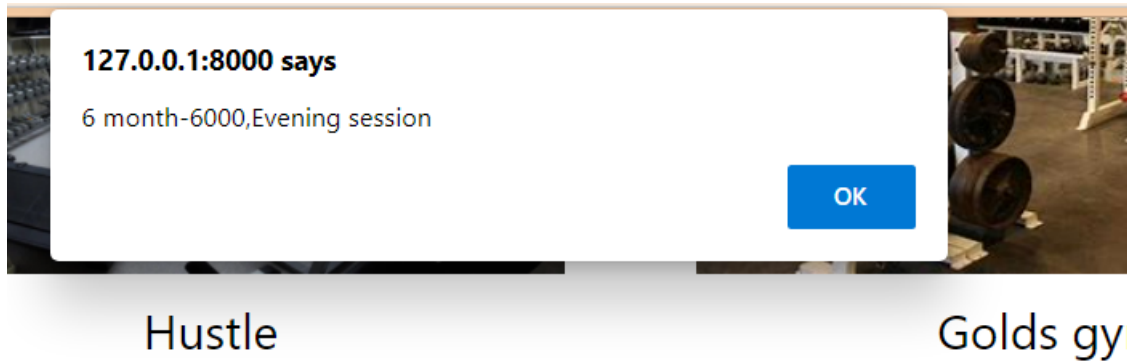 127.0.0.1:8000 says
6 month-6000,Evening session
OK
Hustle
Golds gy